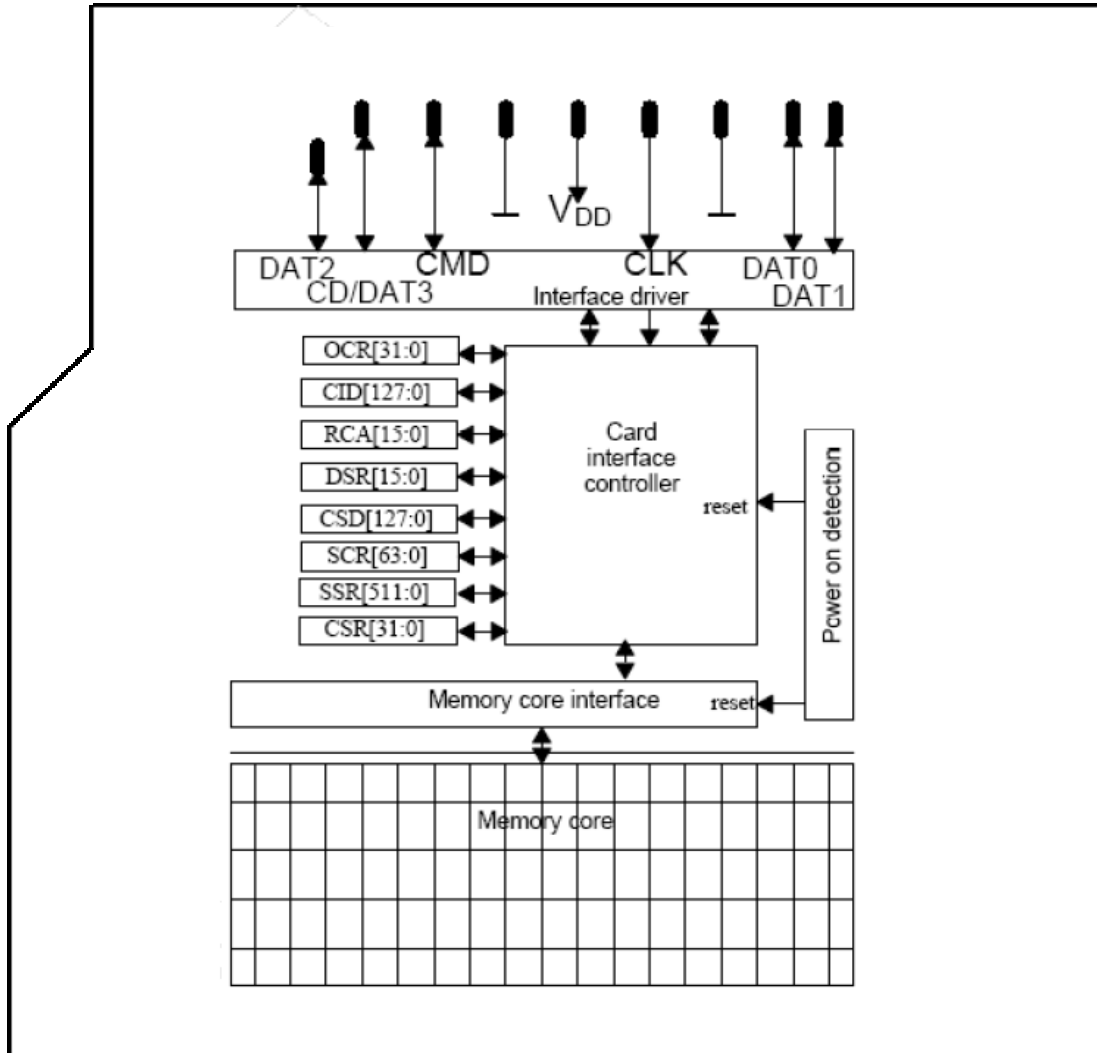 VDD
DAT2 CMD CLK DAT0
CD/DAT3 Interface driver DAT1
OCR[31:0]
CID[127:0]
RCA[15:0]
DSR[15:0]
CSD[127:0]
SCR[63:0]
SSR[511:0]
CSR[31:0]
Card
interface
controller
reset
Power on detection
Memory core interface reset
Memory core